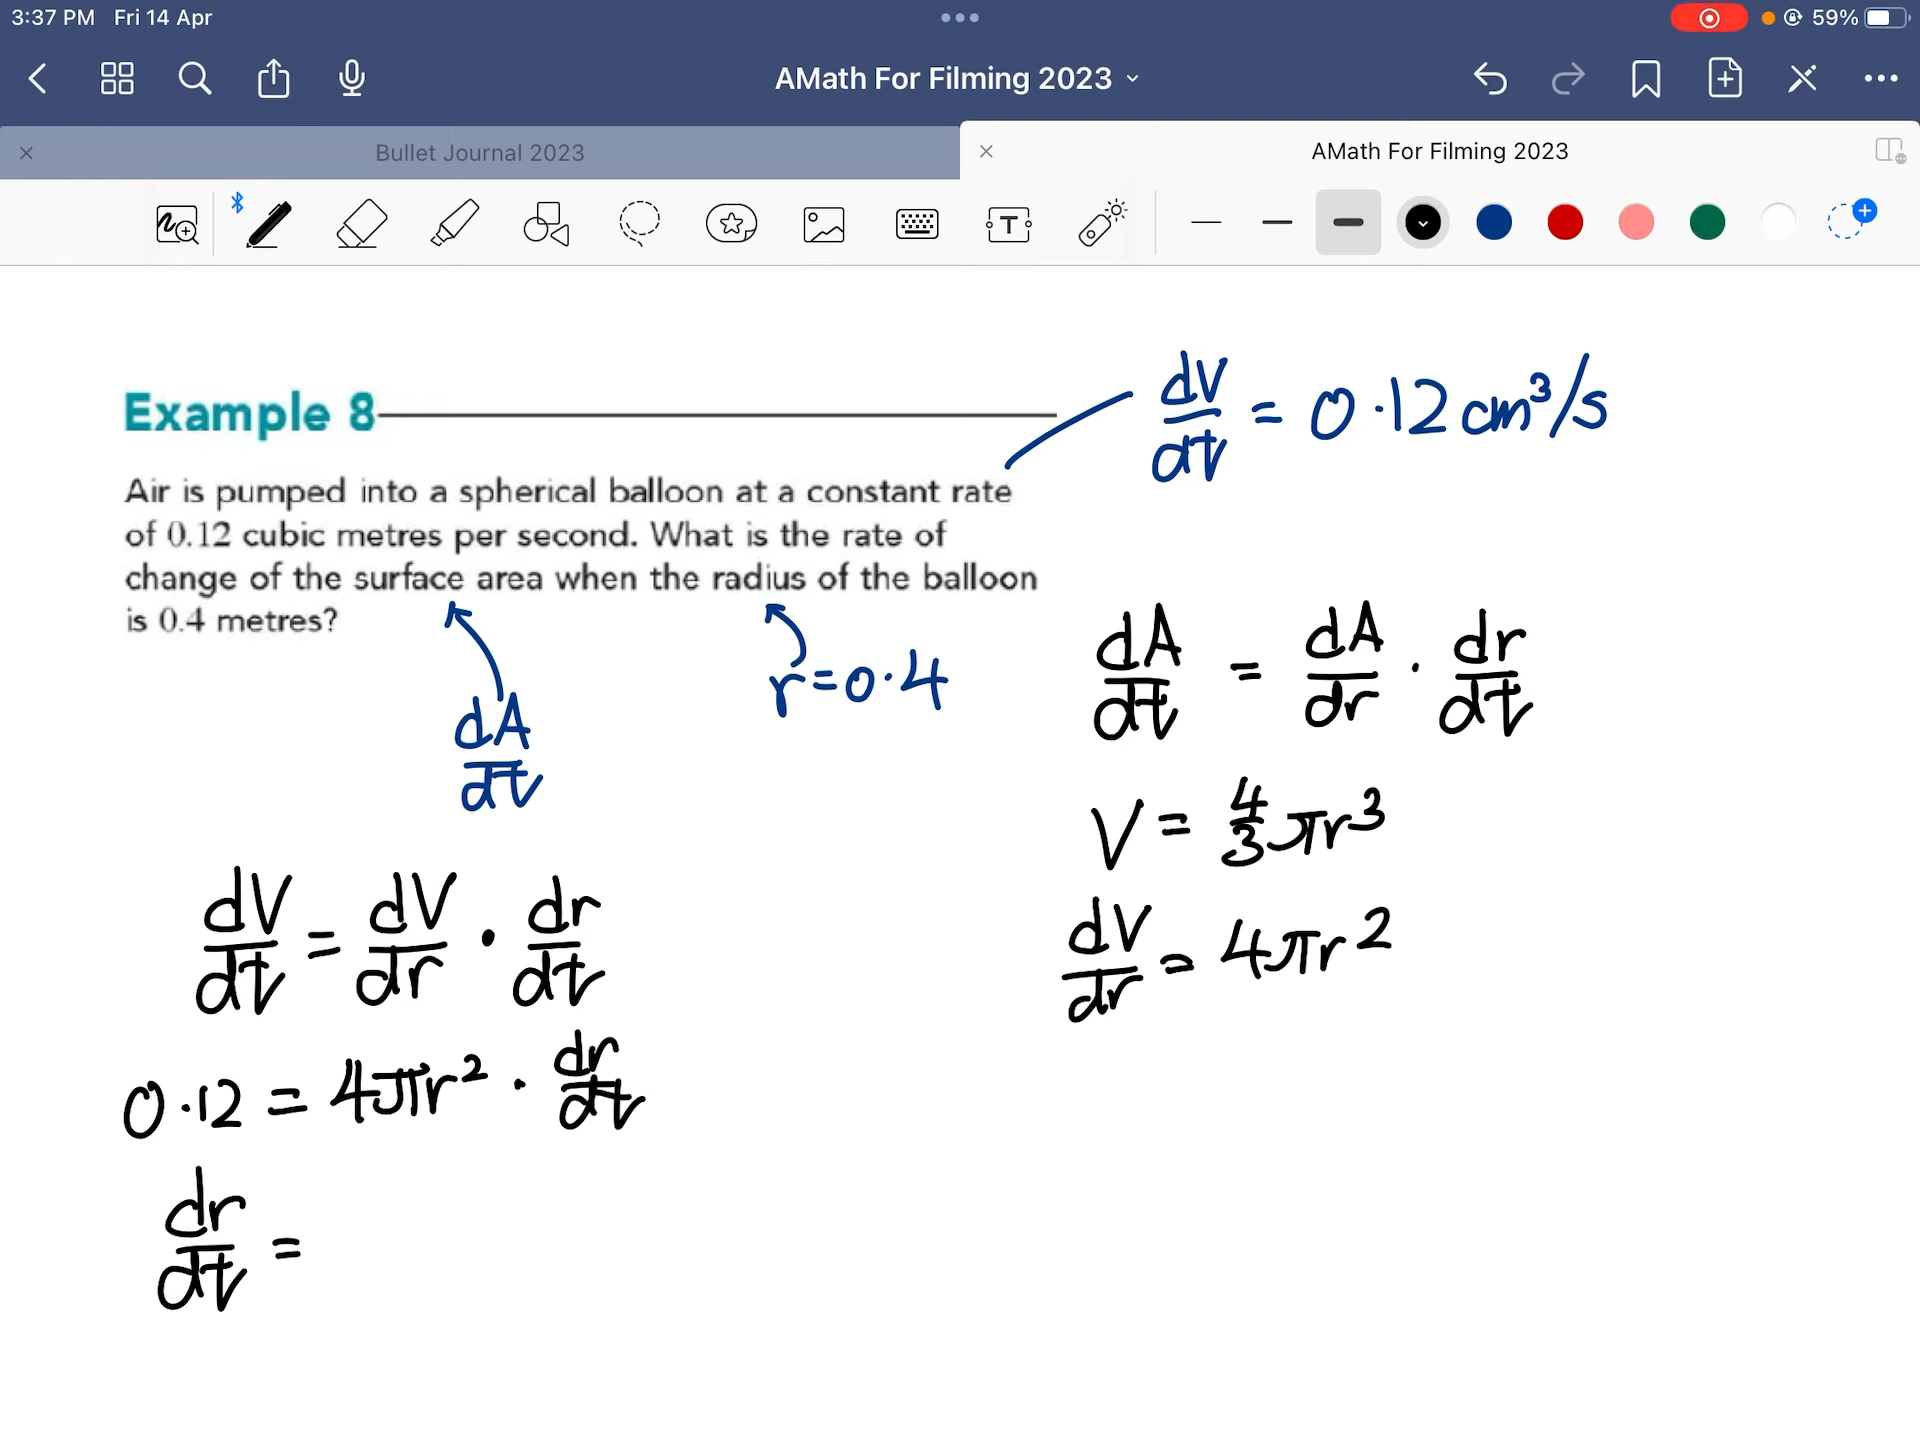 3:37 PM Fri 14 Apr
59%
AMath For Filming 2023
Bullet Journal 2023
AMath For Filming 2023
T
Example 8
Air is pumped into a spherical balloon at a constant rate
of 0.12 cubic metres per second. What is the rate of
change of the surface area when the radius of the balloon
is 0.4 metres?
dV/dt = 0.12 cm³/s
r = 0.4
dA/dt
dA/dt = dA/dr · dr/dt
V = 4/3 πr³
dV/dr = 4πr²
dV/dt = dV/dr · dr/dt
0.12 = 4πr² · dr/dt
dr/dt =